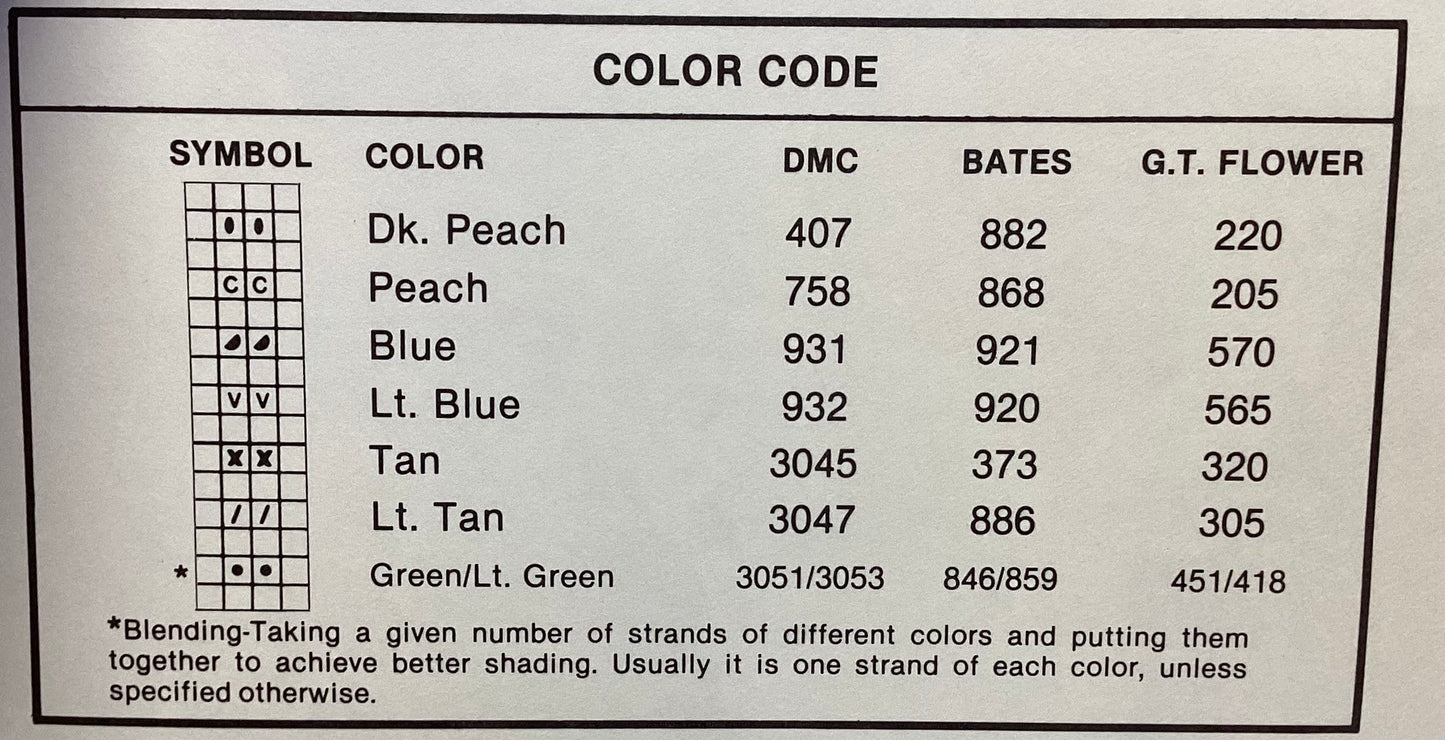 COLOR CODE
SYMBOL COLOR DMC BATES G.T. FLOWER
Dk. Peach 407 882 220
C C Peach 758 868 205
Blue 931 921 570
V V Lt. Blue 932 920 565
X X Tan 3045 373 320
/ / Lt. Tan 3047 886 305
* • • Green/Lt. Green 3051/3053 846/859 451/418
*Blending-Taking a given number of strands of different colors and putting them
together to achieve better shading. Usually it is one strand of each color, unless
specified otherwise.